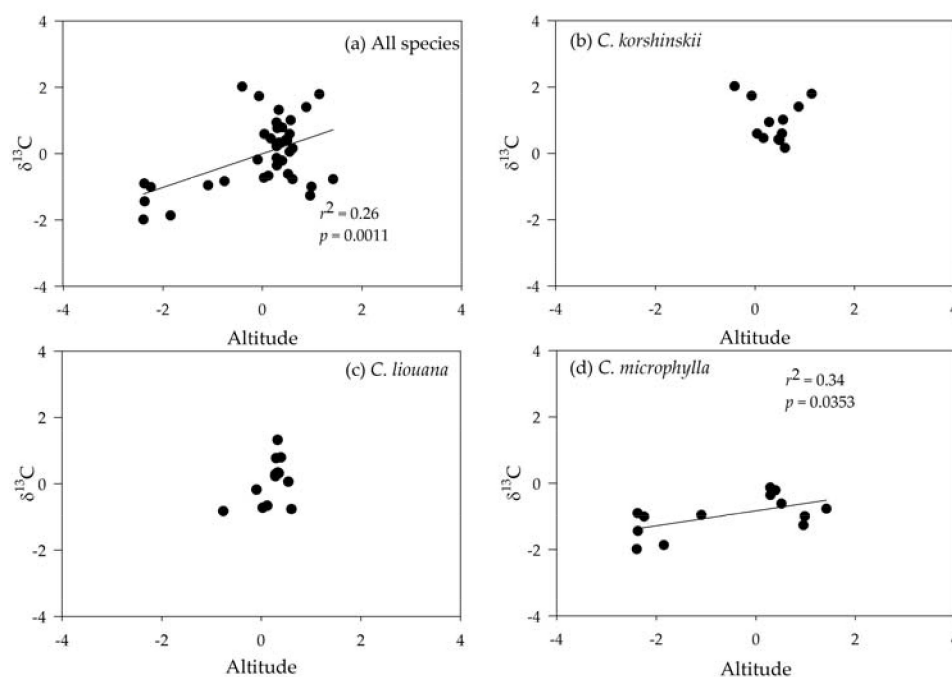 (a) All species
4
2
0
-2
-4
δ13C
r2 = 0.26
p = 0.0011
-4 -2 0 2 4
Altitude
(b) C. korshinskii
4
2
0
-2
-4
δ13C
-4 -2 0 2 4
Altitude
(c) C. liouana
4
2
0
-2
-4
δ13C
-4 -2 0 2 4
Altitude
(d) C. microphylla
r2 = 0.34
p = 0.0353
4
2
0
-2
-4
δ13C
-4 -2 0 2 4
Altitude